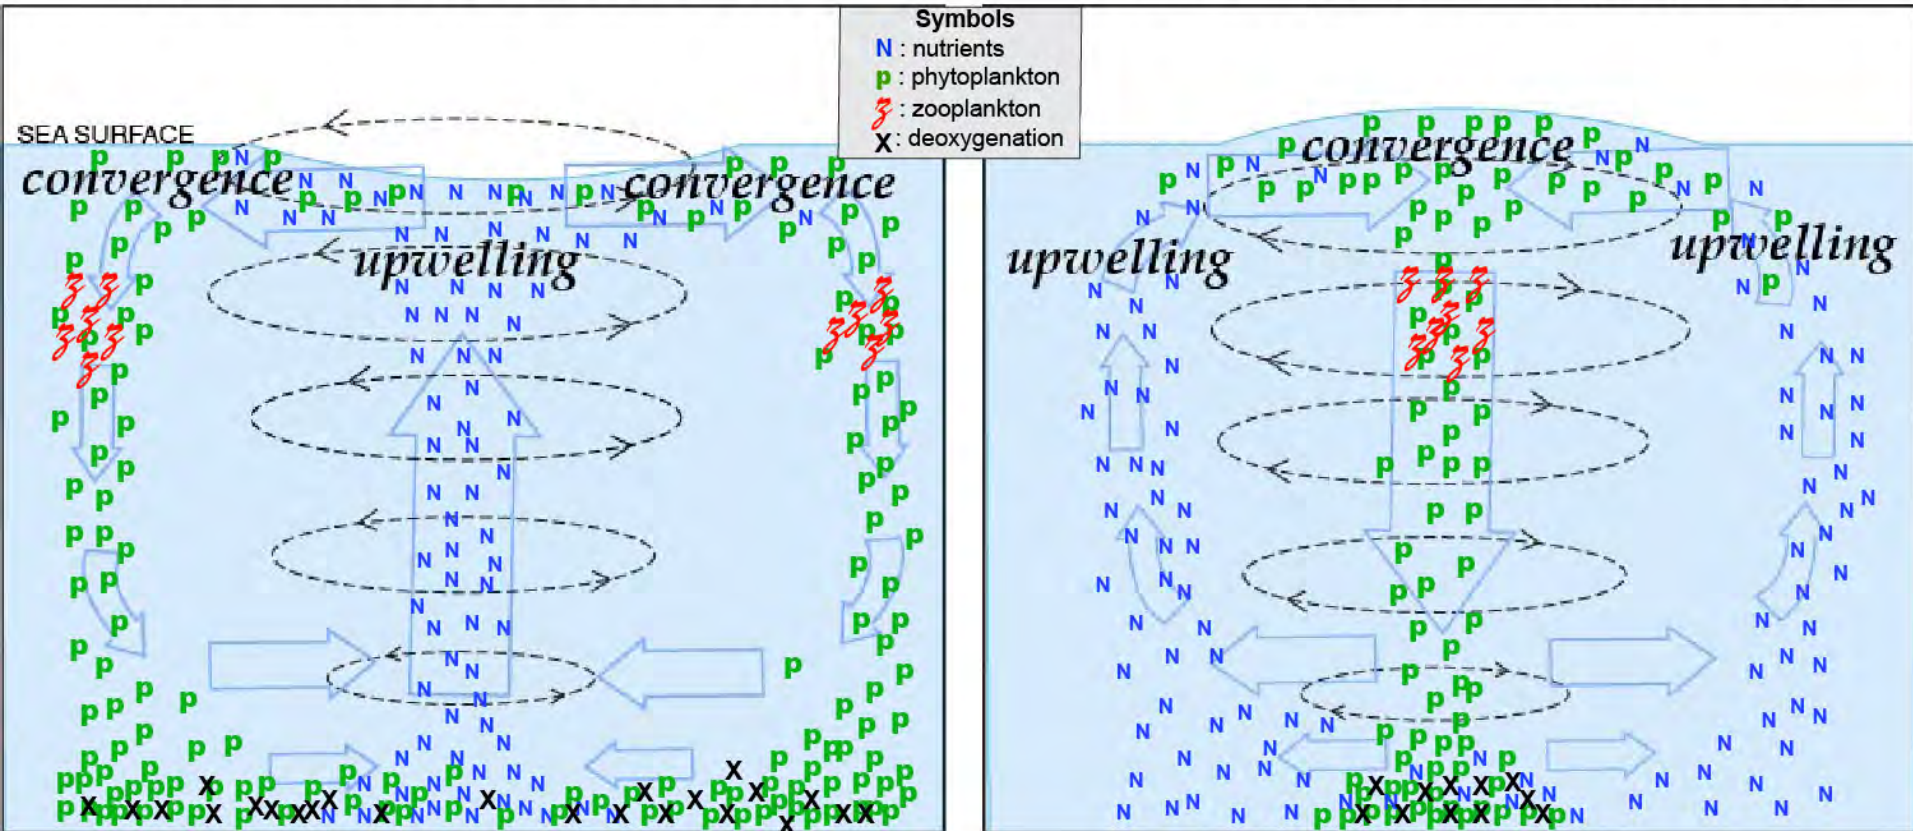 Symbols
N : nutrients
p : phytoplankton
z : zooplankton
x : deoxygenation
SEA SURFACE
convergence
convergence
upwelling
convergence
upwelling
upwelling